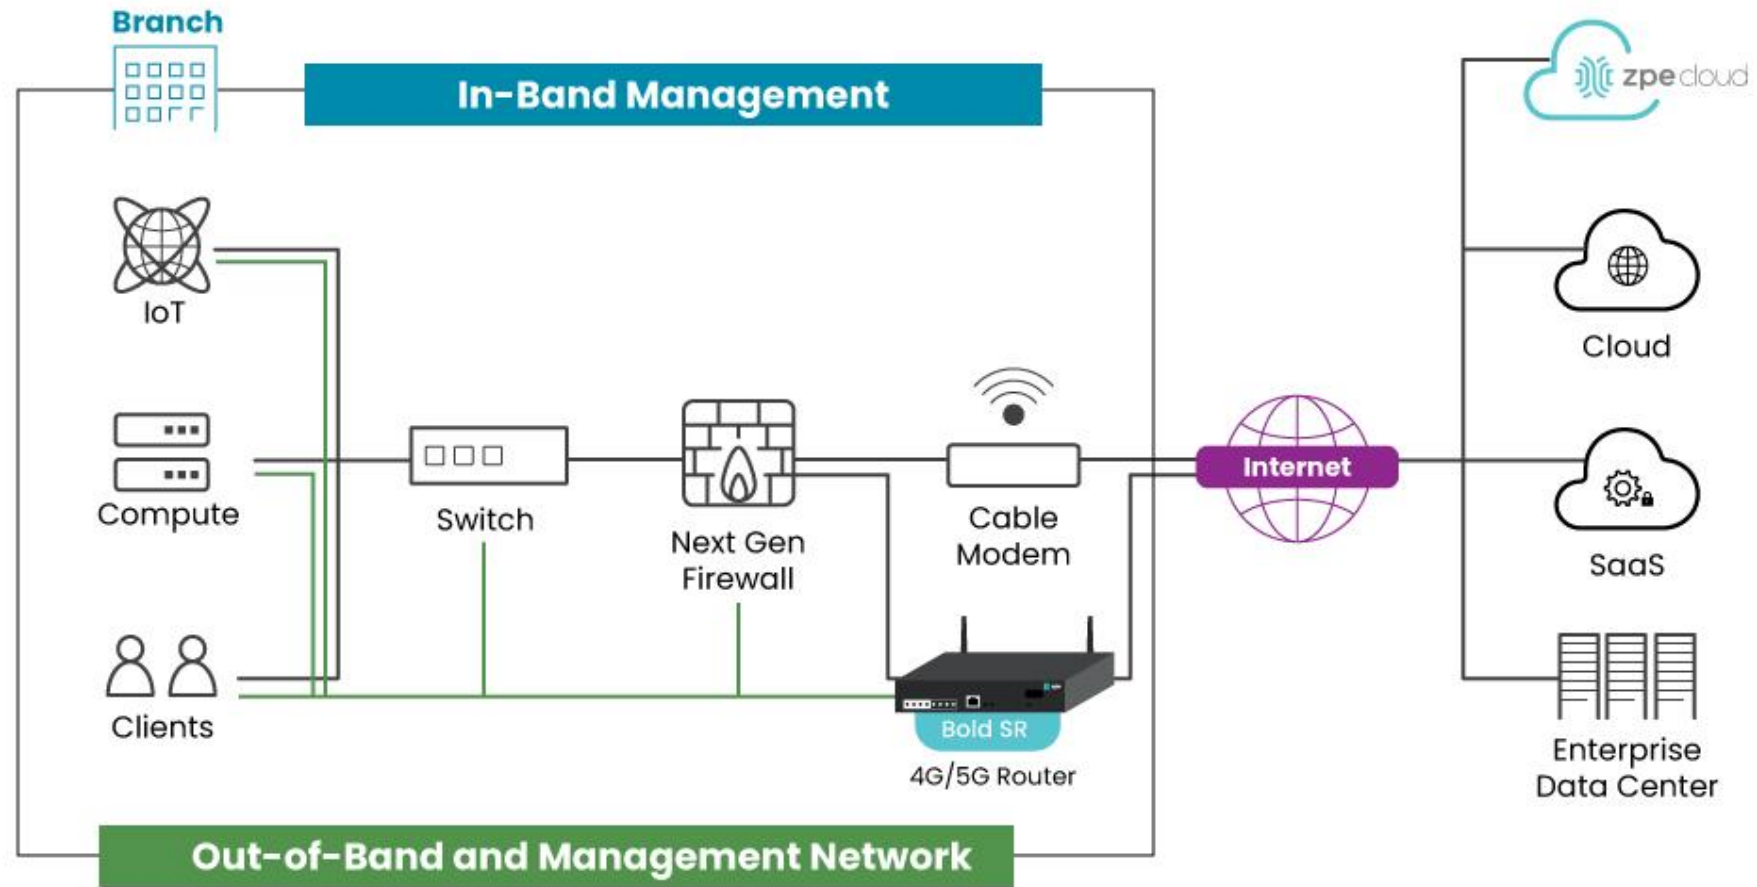 Branch
In-Band Management
zpe cloud
IoT
Cloud
Compute
Switch
Next Gen
Firewall
Cable
Modem
Internet
SaaS
Clients
Bold SR
4G/5G Router
Enterprise
Data Center
Out-of-Band and Management Network